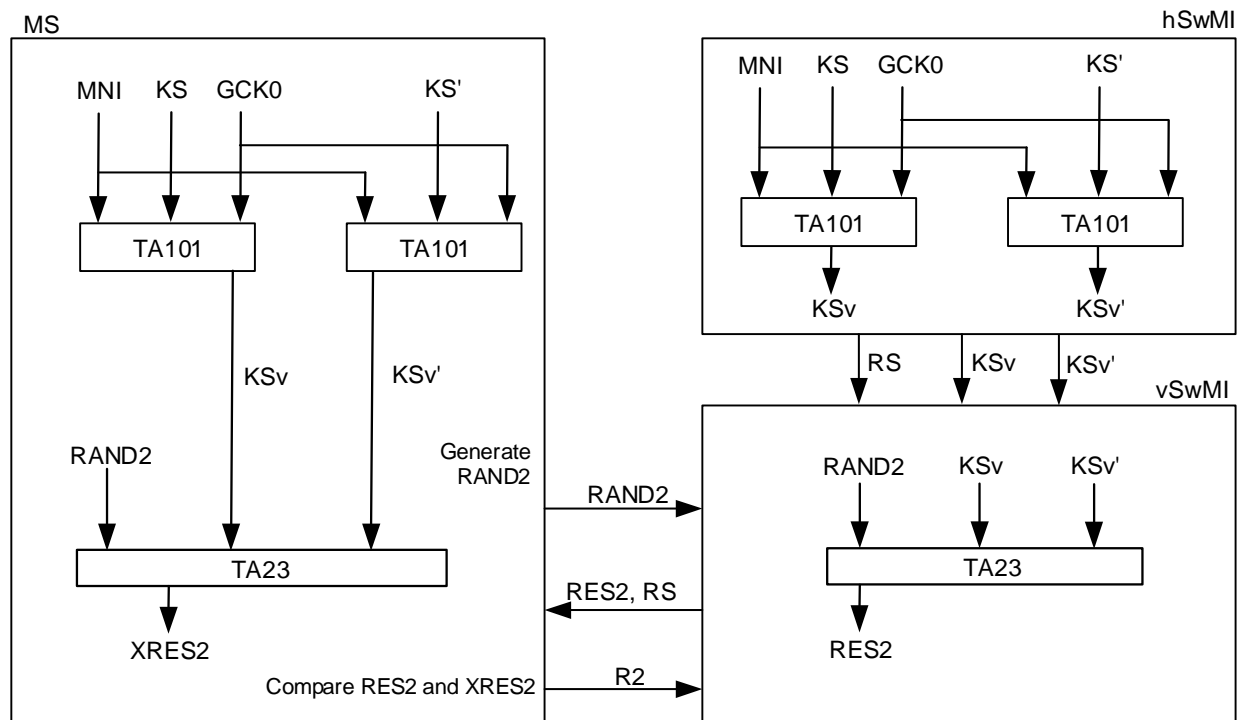 MS
MNI KS GCK0 KS'
TA101 TA101
KSv KSv'
RAND2
Generate
RAND2
TA23
XRES2
Compare RES2 and XRES2
hSwMI
MNI KS GCK0 KS'
TA101 TA101
KSv KSv'
RS KSv KSv'
vSwMI
RAND2
RAND2 KSv KSv'
TA23
RES2, RS
RES2
R2